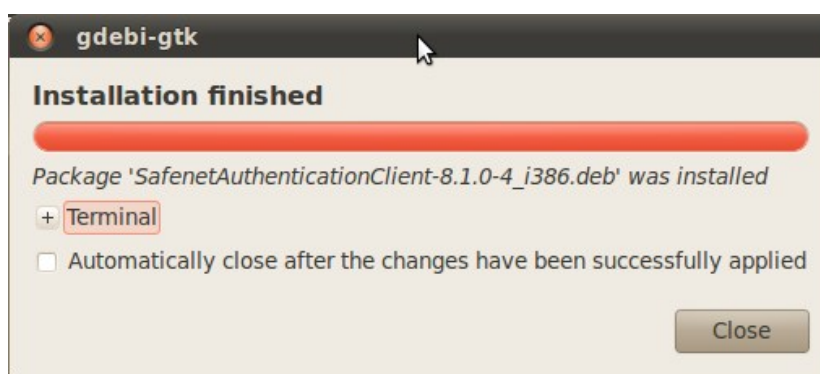 gdebi-gtk
Installation finished
Package 'SafenetAuthenticationClient-8.1.0-4_i386.deb' was installed
+ Terminal
Automatically close after the changes have been successfully applied
Close